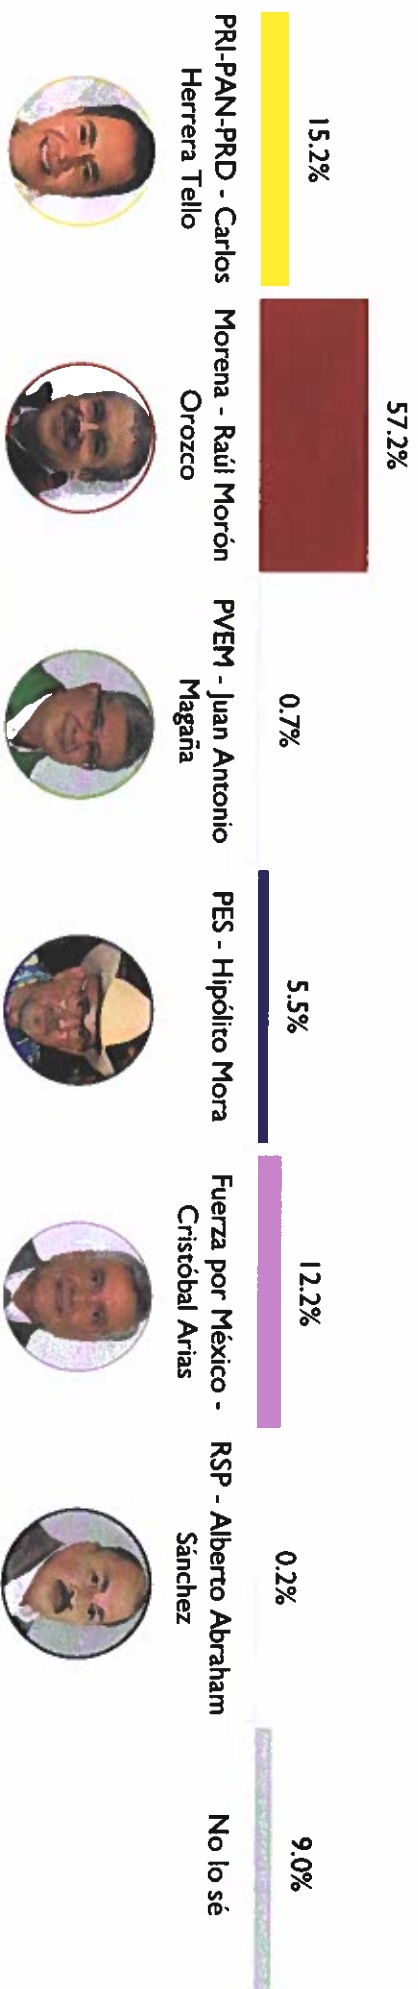 15.2%
57.2%
0.7%
5.5%
12.2%
0.2%
9.0%
PRI-PAN-PRD - Carlos
Herrera Tello
Morena - Raúl Morón
Orozco
PVEM - Juan Antonio
Magaña
PES - Hipólito Mora
Fuerza por México -
Cristóbal Arias
RSP - Alberto Abraham
Sánchez
No lo sé